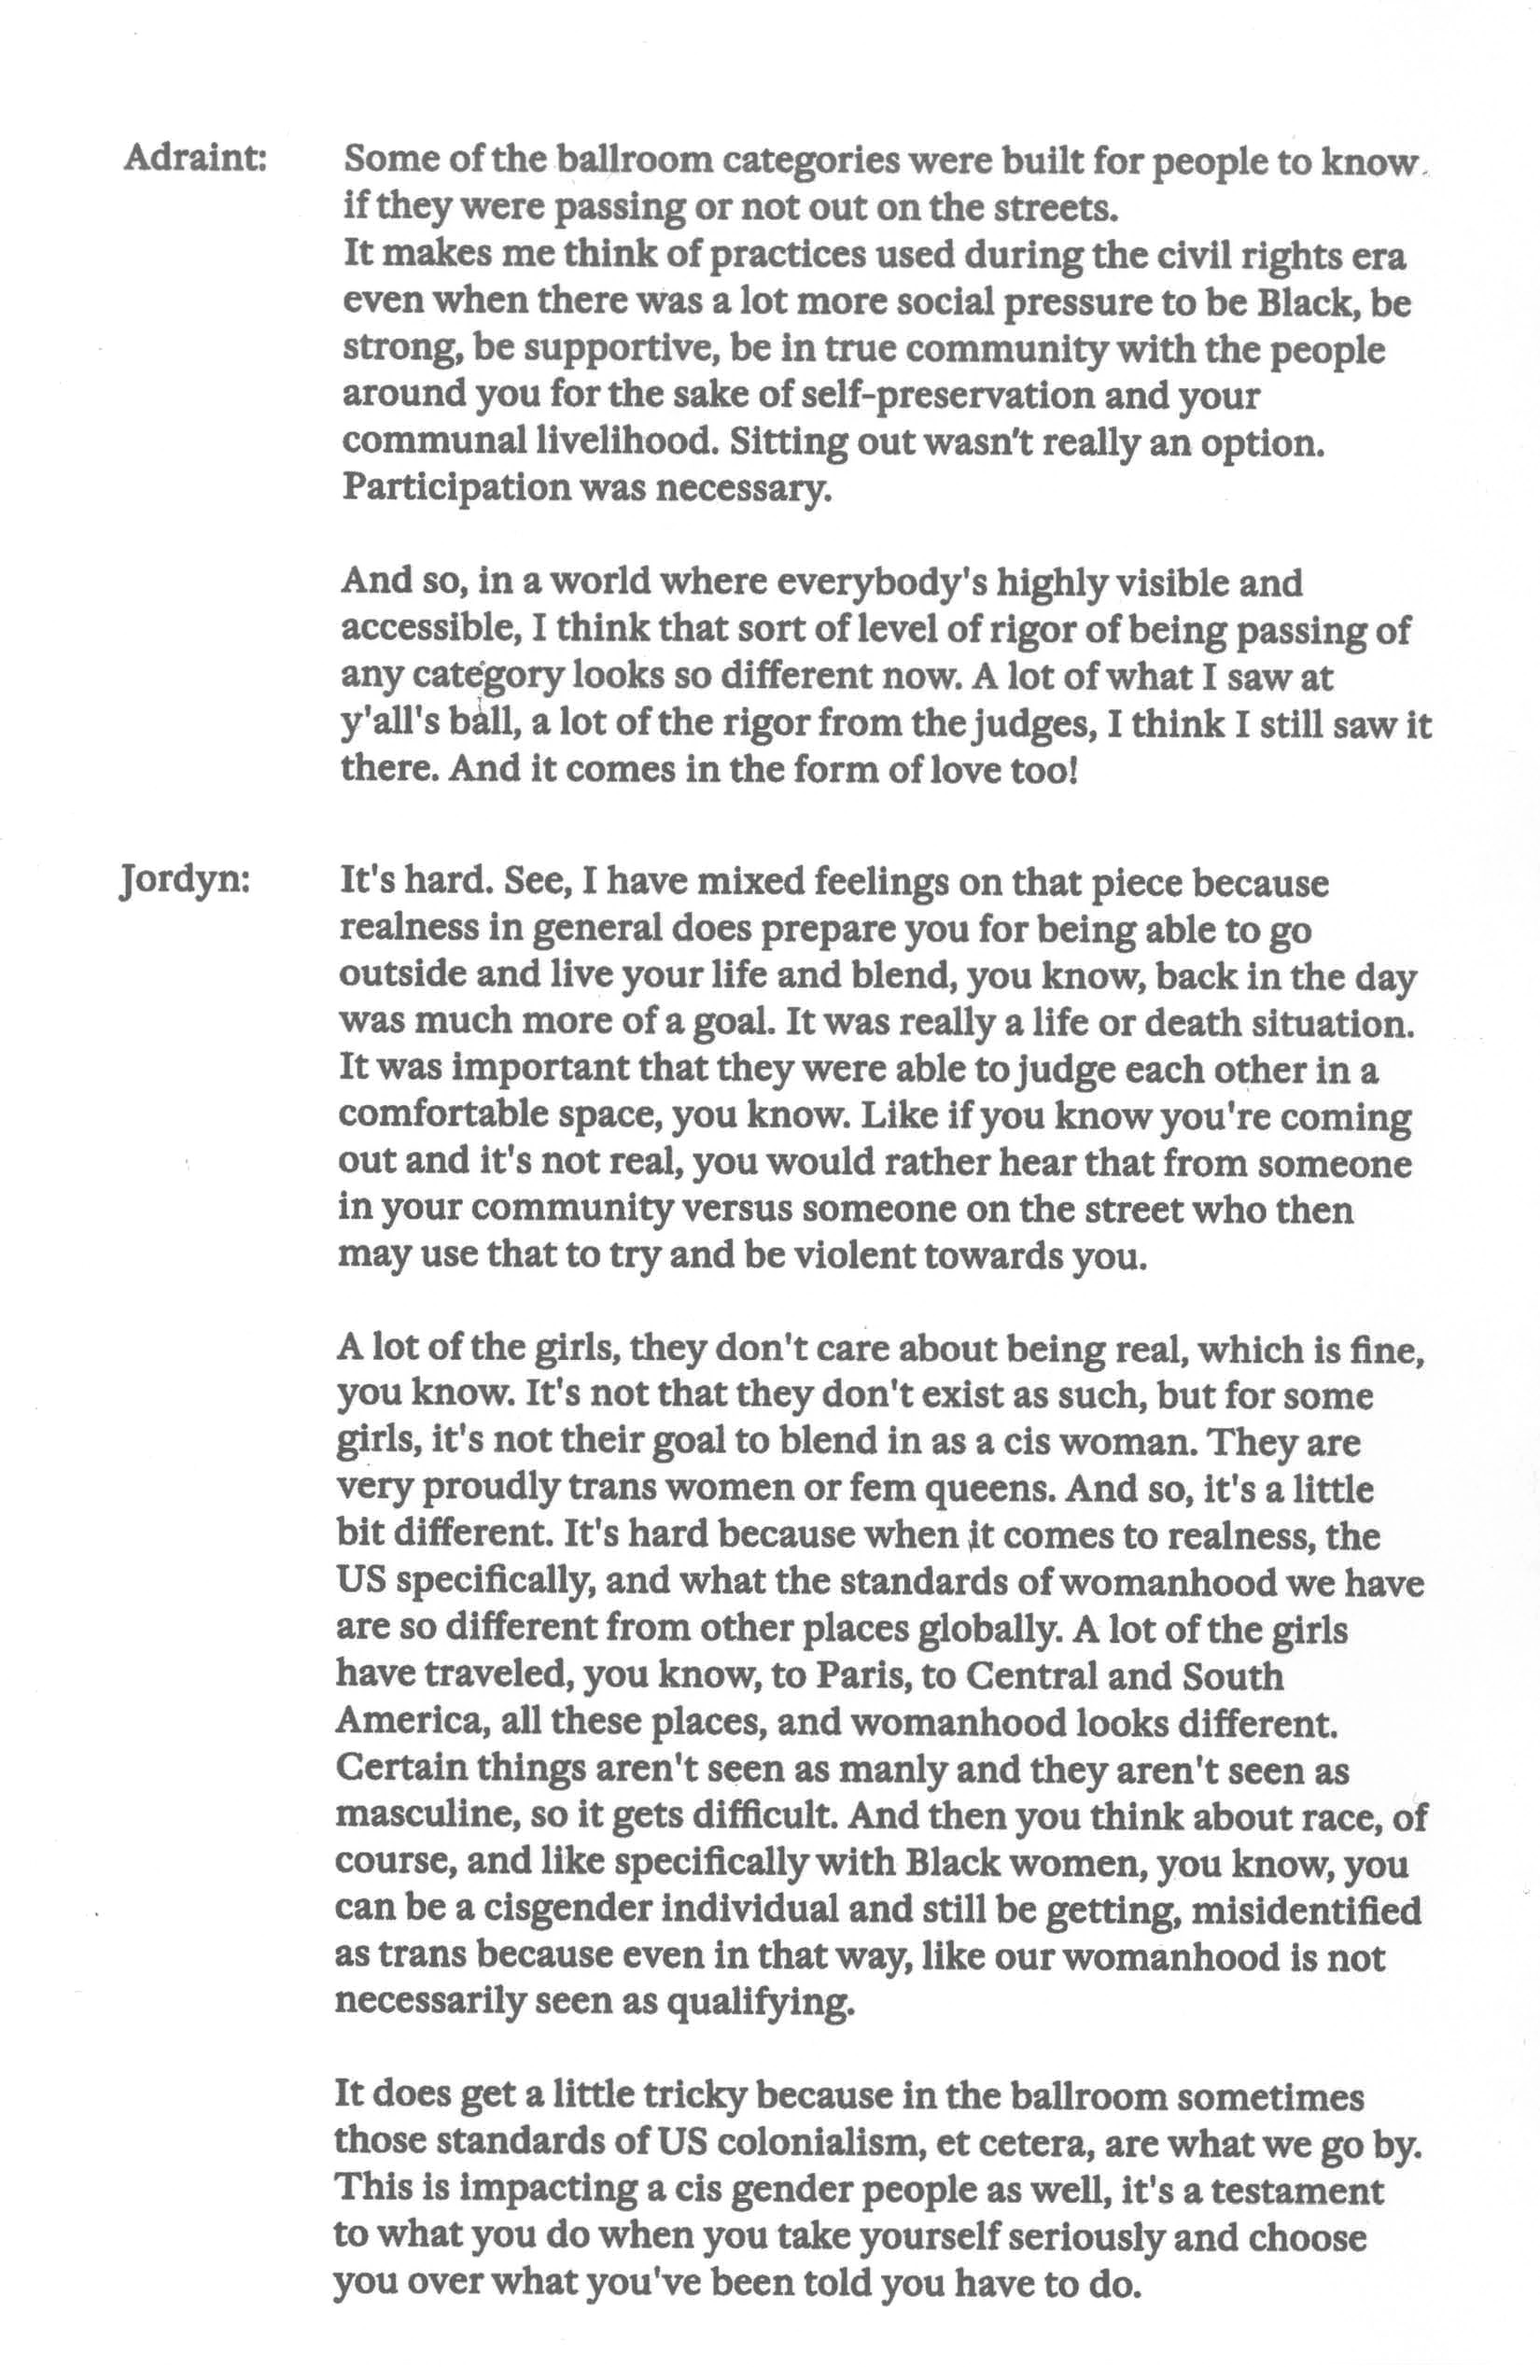 Adraint: Some of the ballroom categories were built for people to know
if they were passing or not out on the streets.
It makes me think of practices used during the civil rights era
even when there was a lot more social pressure to be Black, be
strong, be supportive, be in true community with the people
around you for the sake of self-preservation and your
communal livelihood. Sitting out wasn't really an option.
Participation was necessary.
And so, in a world where everybody's highly visible and
accessible, I think that sort of level of rigor of being passing of
any category looks so different now. A lot of what I saw at
y'all's ball, a lot of the rigor from the judges, I think I still saw it
there. And it comes in the form of love too!
Jordyn: It's hard. See, I have mixed feelings on that piece because
realness in general does prepare you for being able to go
outside and live your life and blend, you know, back in the day
was much more of a goal. It was really a life or death situation.
It was important that they were able to judge each other in a
comfortable space, you know. Like if you know you're coming
out and it's not real, you would rather hear that from someone
in your community versus someone on the street who then
may use that to try and be violent towards you.
A lot of the girls, they don't care about being real, which is fine,
you know. It's not that they don't exist as such, but for some
girls, it's not their goal to blend in as a cis woman. They are
very proudly trans women or fem queens. And so, it's a little
bit different. It's hard because when it comes to realness, the
US specifically, and what the standards of womanhood we have
are so different from other places globally. A lot of the girls
have traveled, you know, to Paris, to Central and South
America, all these places, and womanhood looks different.
Certain things aren't seen as manly and they aren't seen as
masculine, so it gets difficult. And then you think about race, of
course, and like specifically with Black women, you know, you
can be a cisgender individual and still be getting, misidentified
as trans because even in that way, like our womanhood is not
necessarily seen as qualifying.
It does get a little tricky because in the ballroom sometimes
those standards of US colonialism, et cetera, are what we go by.
This is impacting a cis gender people as well, it's a testament
to what you do when you take yourself seriously and choose
you over what you've been told you have to do.